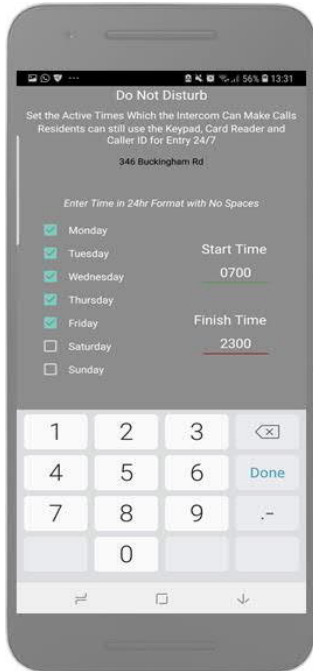 56% 13:31
Do Not Disturb
Set the Active Times Which the Intercom Can Make Calls
Residents can still use the Keypad, Card Reader and
Caller ID for Entry 24/7
346 Buckingham Rd
Enter Time in 24hr Format with No Spaces
Monday
Tuesday
Wednesday
Thursday
Friday
Saturday
Sunday
Start Time
0700
Finish Time
2300
1 2 3
4 5 6 Done
7 8 9 .-
0